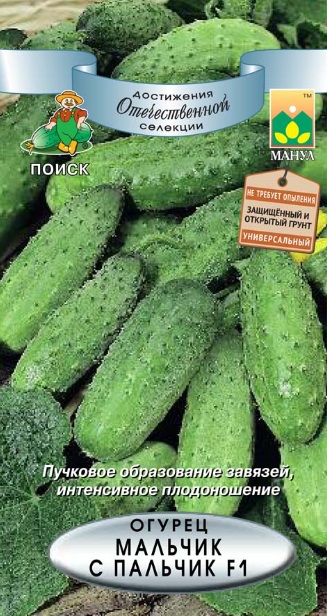 ДОСТИЖЕНИЯ
Отечественной
СЕЛЕКЦИИ
ПОИСК
TM
МАНУЛ
НЕ ТРЕБУЕТ ОПЫЛЕНИЯ
ЗАЩИЩЁННЫЙ И
ОТКРЫТЫЙ ГРУНТ
УНИВЕРСАЛЬНЫЙ
Пучковое образование завязей,
интенсивное плодоношение
ОГУРЕЦ
МАЛЬЧИК
С ПАЛЬЧИК F1